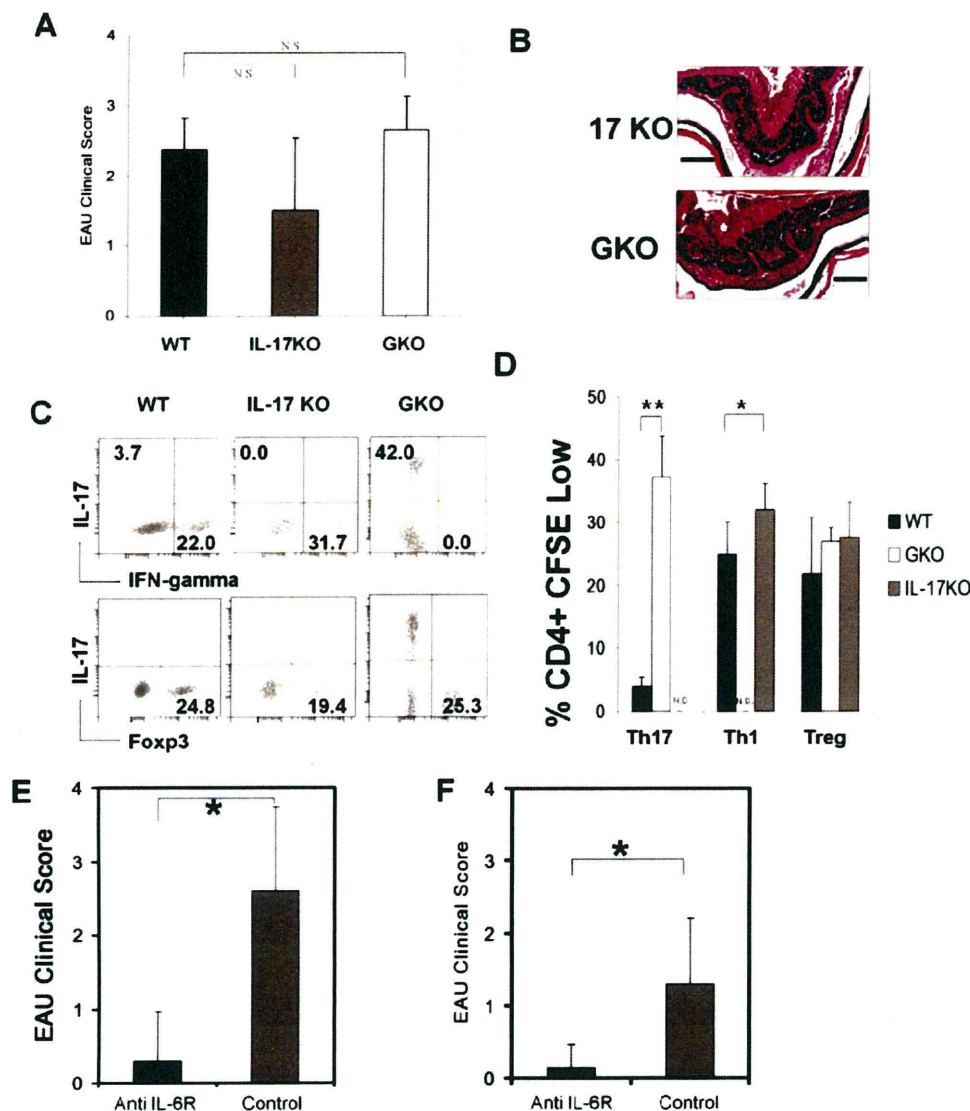 A
4
3
2
1
0
EAU Clinical Score
N S
N S
WT
IL-17KO
GKO
B
17 KO
GKO
C
WT
IL-17 KO
GKO
IL-17
3.7
22.0
0.0
31.7
42.0
0.0
IFN-gamma
IL-17
24.8
19.4
25.3
Foxp3
D
50
40
30
20
10
0
% CD4+ CFSE Low
**
*
N.D.
N.D.
WT
GKO
IL-17KO
Th17
Th1
Treg
E
4
3
2
1
0
EAU Clinical Score
*
Anti IL-6R
Control
F
4
3
2
1
0
EAU Clinical Score
*
Anti IL-6R
Control